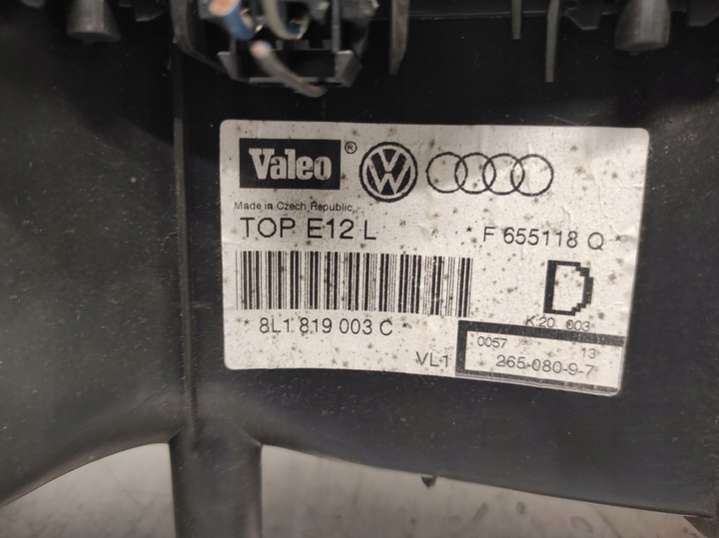 Valeo ®
Made in Czech Republic
TOP E12 L
F 655118 Q
D
8L1 819 003 C
K20 003
0057 13
VL1
265-080-9-7